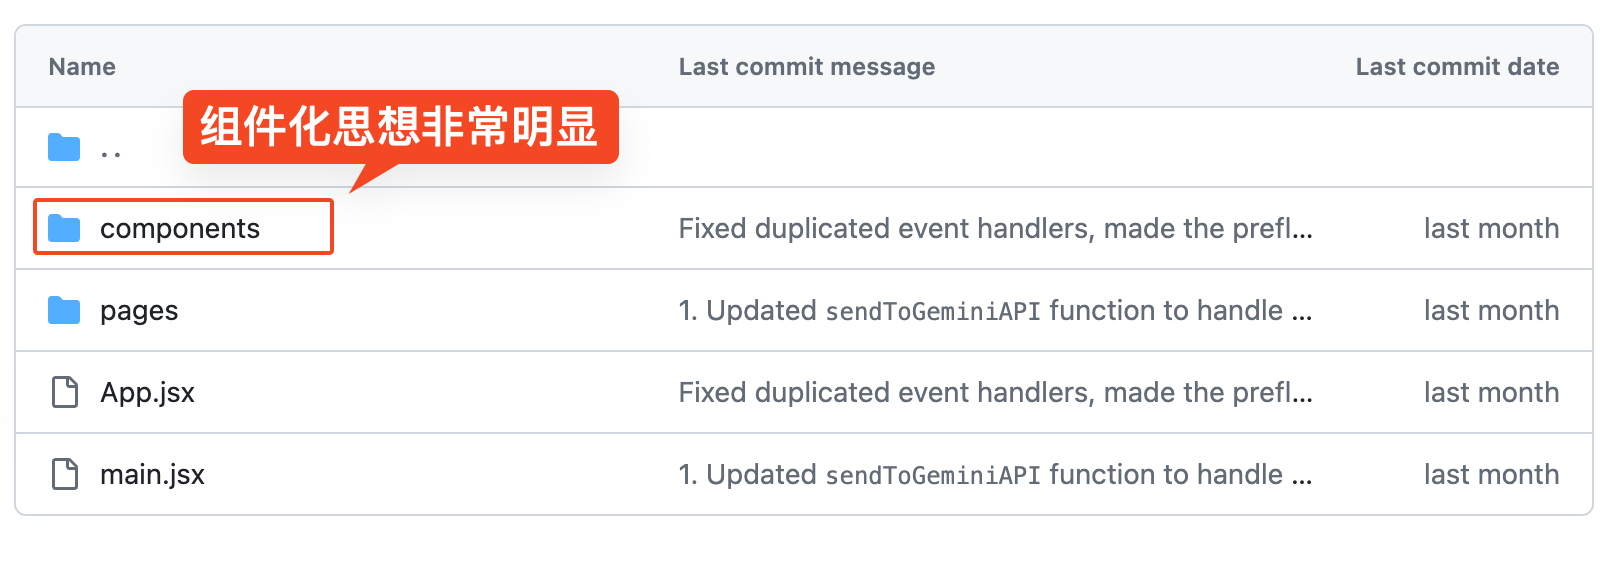 Name Last commit message Last commit date
组件化思想非常明显
..
components Fixed duplicated event handlers, made the prefl... last month
pages 1. Updated sendToGeminiAPI function to handle ... last month
App.jsx Fixed duplicated event handlers, made the prefl... last month
main.jsx 1. Updated sendToGeminiAPI function to handle ... last month